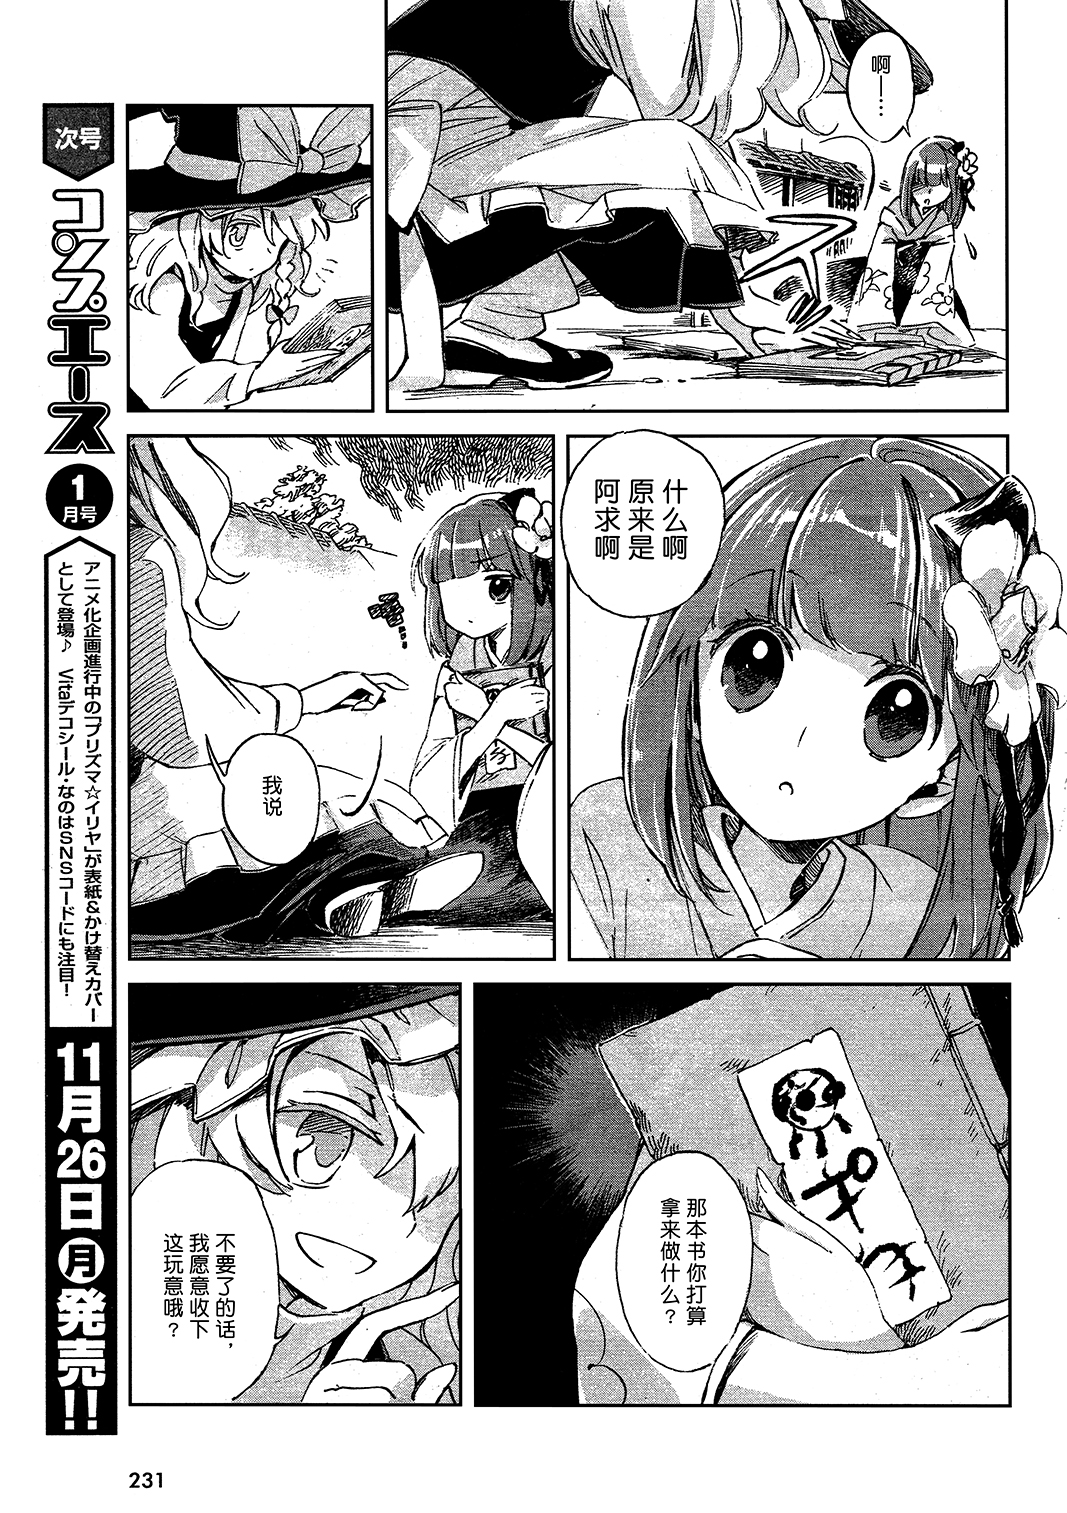 啊
——…
什么啊
原来是
阿求啊
我说
那本书你打算
拿来做什么？
不要了的话，
我愿意收下
这玩意哦？
次号
コンプエース
1
月号
アニメ化企画進行中の「プリズマ☆イリヤ」が表紙&かけ替えカバー
として登場♪　Vitaデコシール・なのはSNSコードにも注目！
11月26日(月)発売!!
231